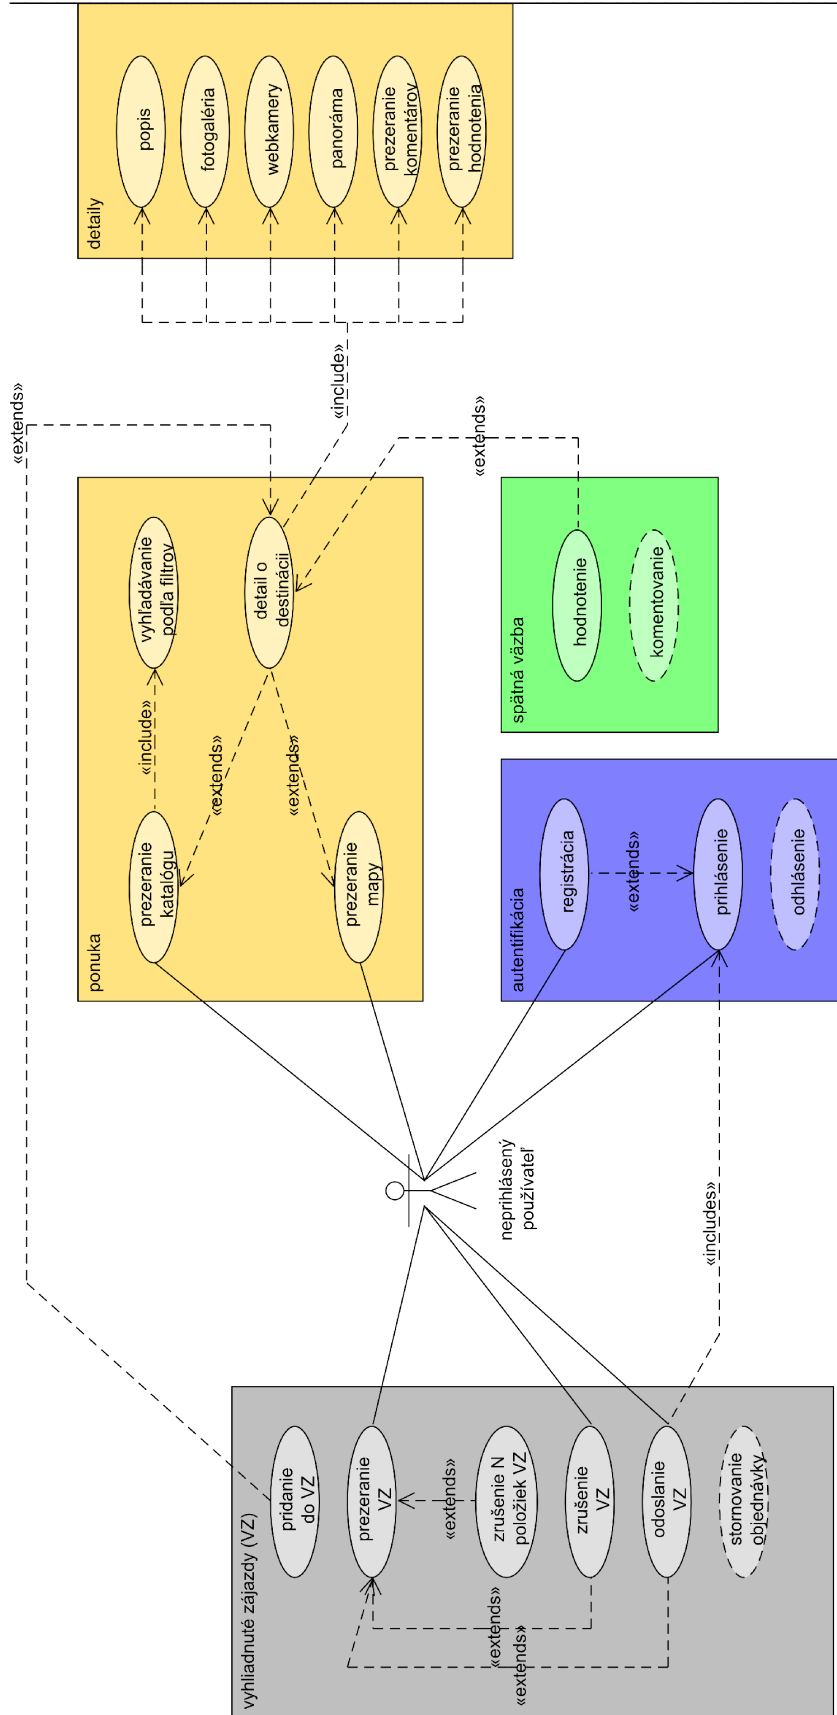 vyhliadnuté zájazdy (VZ)
pridanie
do VZ
prezeranie
VZ
«extends»
zrušenie N
položiek VZ
zrušenie
VZ
odoslanie
VZ
stornovanie
objednávky
«extends»
«extends»
neprihlásený
používateľ
«includes»
«extends»
ponuka
prezeranie
katalógu
«include»
vyhľadávanie
podľa filtrov
«extends»
«extends»
prezeranie
mapy
detail o
destinácii
«include»
«extends»
autentifikácia
registrácia
«extends»
prihlásenie
odhlásenie
spätná väzba
hodnotenie
komentovanie
detaily
popis
fotogaléria
webkamery
panoráma
prezeranie
komentárov
prezeranie
hodnotenia